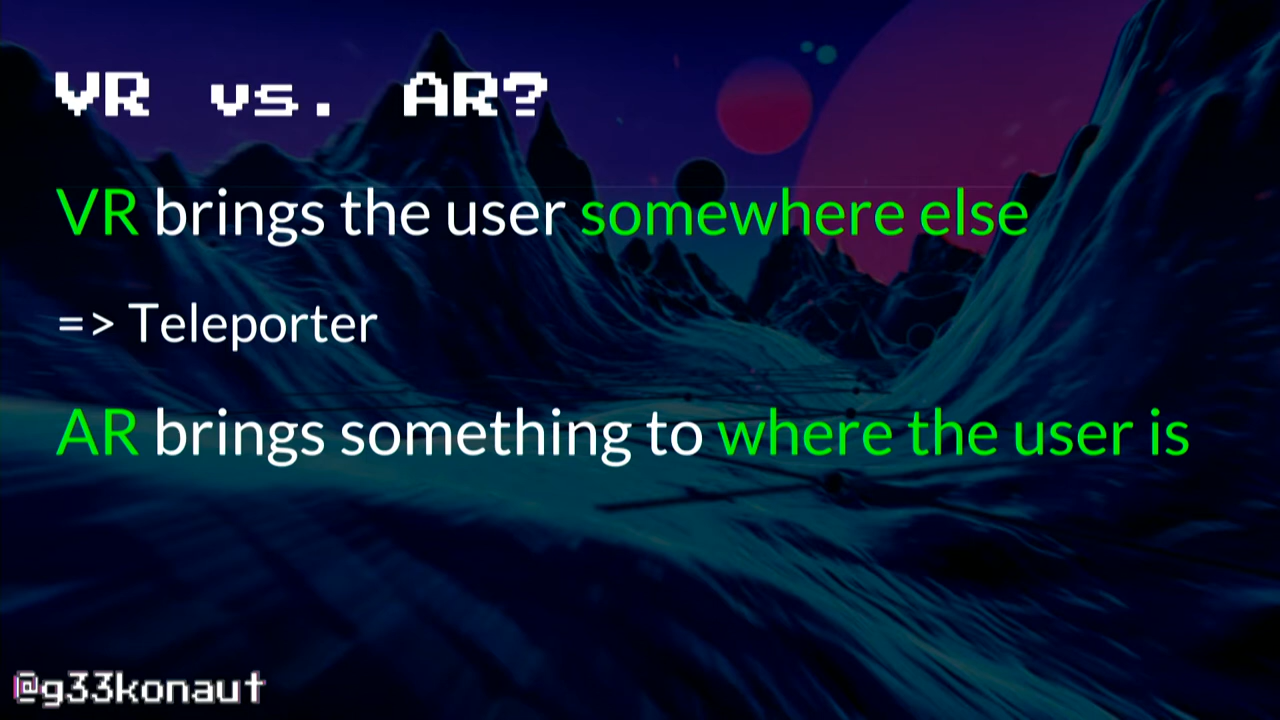 VR vs. AR?
VR brings the user somewhere else
=> Teleporter
AR brings something to where the user is
@g33konaut